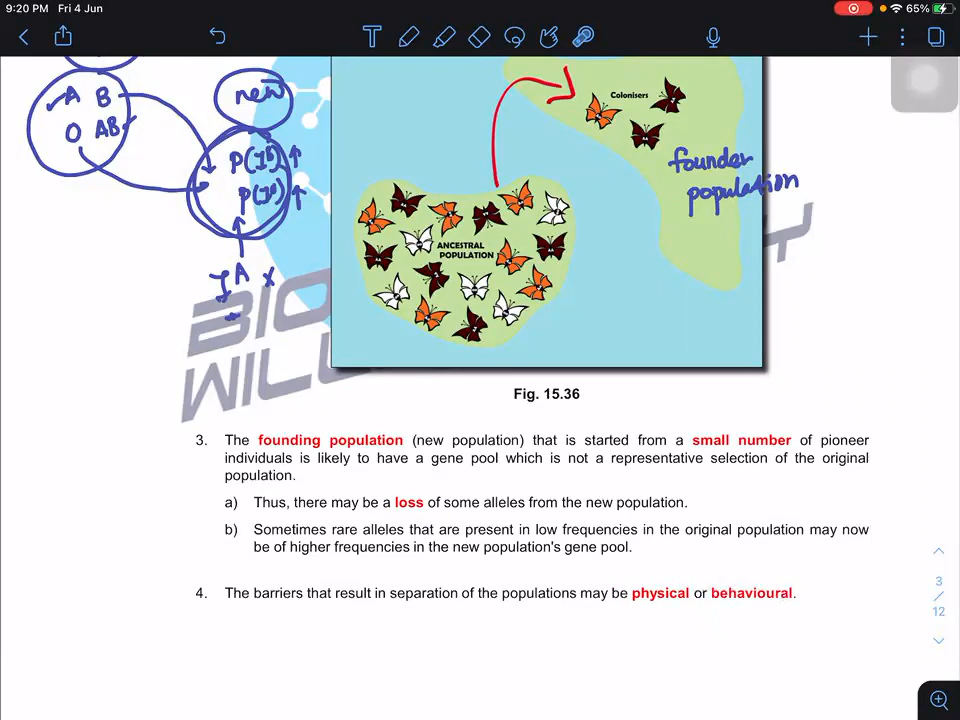 9:20 PM Fri 4 Jun
65%
T
A B
O AB
new
P(Iᴮ) ↑
P(Iᴼ) ↑
A
Colonisers
founder
population
ANCESTRAL
POPULATION
BIO
WILL
Fig. 15.36
3. The founding population (new population) that is started from a small number of pioneer
individuals is likely to have a gene pool which is not a representative selection of the original
population.
a) Thus, there may be a loss of some alleles from the new population.
b) Sometimes rare alleles that are present in low frequencies in the original population may now
be of higher frequencies in the new population's gene pool.
4. The barriers that result in separation of the populations may be physical or behavioural.
3
/
12